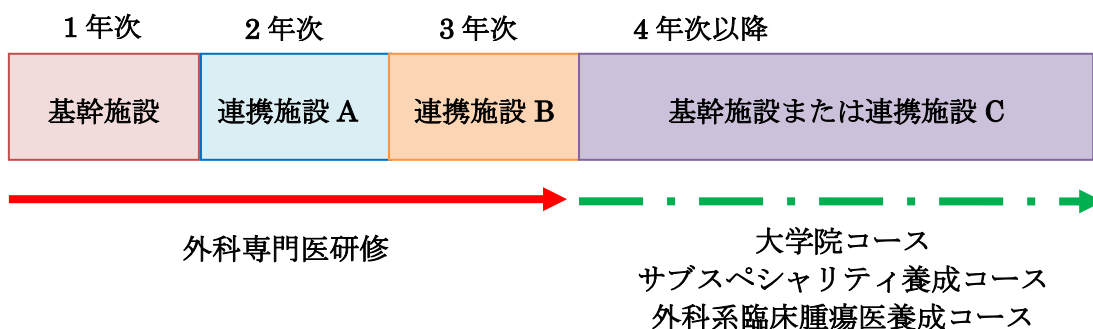 1 年次 2 年次 3 年次 4 年次以降
基幹施設 連携施設 A 連携施設 B 基幹施設または連携施設 C
外科専門医研修
大学院コース
サブスペシャリティ養成コース
外科系臨床腫瘍医養成コース